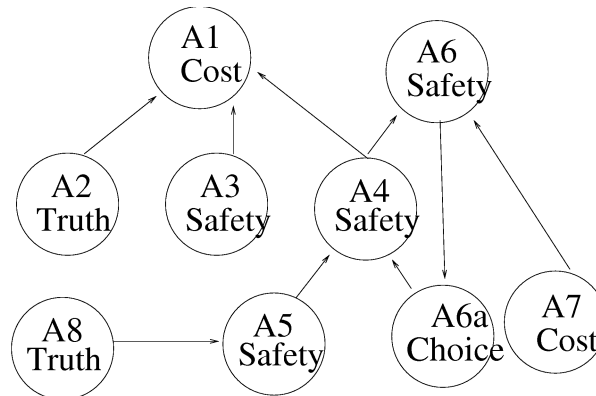 A1
Cost
A6
Safety
A2
Truth
A3
Safety
A4
Safety
A8
Truth
A5
Safety
A6a
Choice
A7
Cost